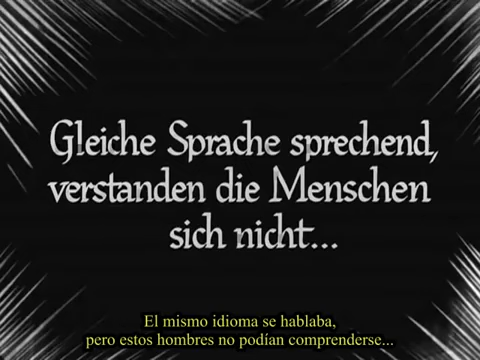 Gleiche Sprache sprechend,
verstanden die Menschen
sich nicht...
El mismo idioma se hablaba,
pero estos hombres no podían comprenderse...